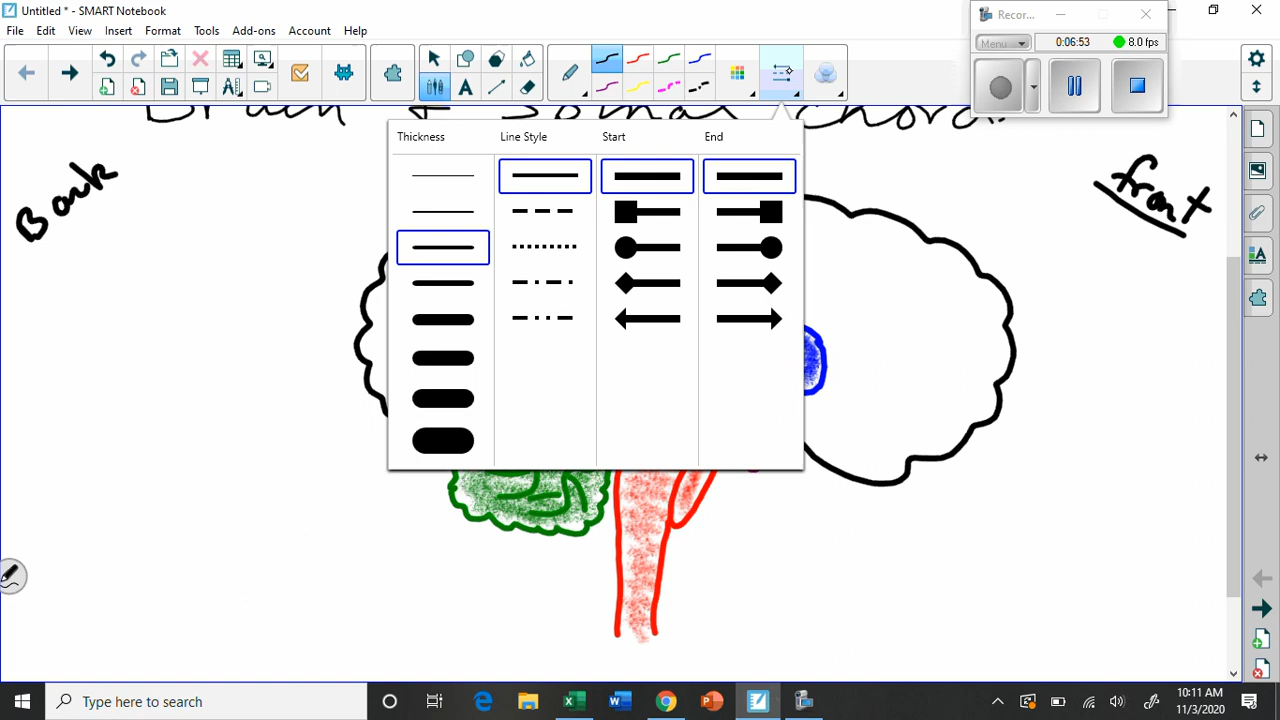 Untitled * - SMART Notebook
File Edit View Insert Format Tools Add-ons Account Help
Recor...
Menu 0:06:53 8.0 fps
Thickness Line Style Start End
Back
front
Type here to search
10:11 AM
11/3/2020